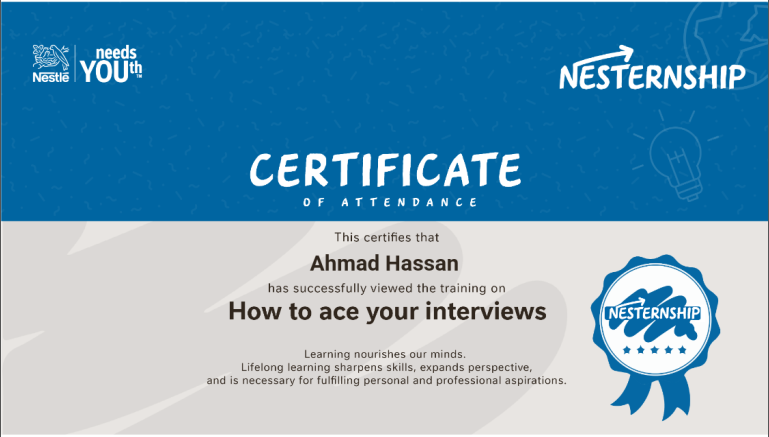 Nestlé
needs
YOUth™
NESTERNSHIP
CERTIFICATE
OF ATTENDANCE
This certifies that
Ahmad Hassan
has successfully viewed the training on
How to ace your interviews
NESTERNSHIP
Learning nourishes our minds.
Lifelong learning sharpens skills, expands perspective,
and is necessary for fulfilling personal and professional aspirations.